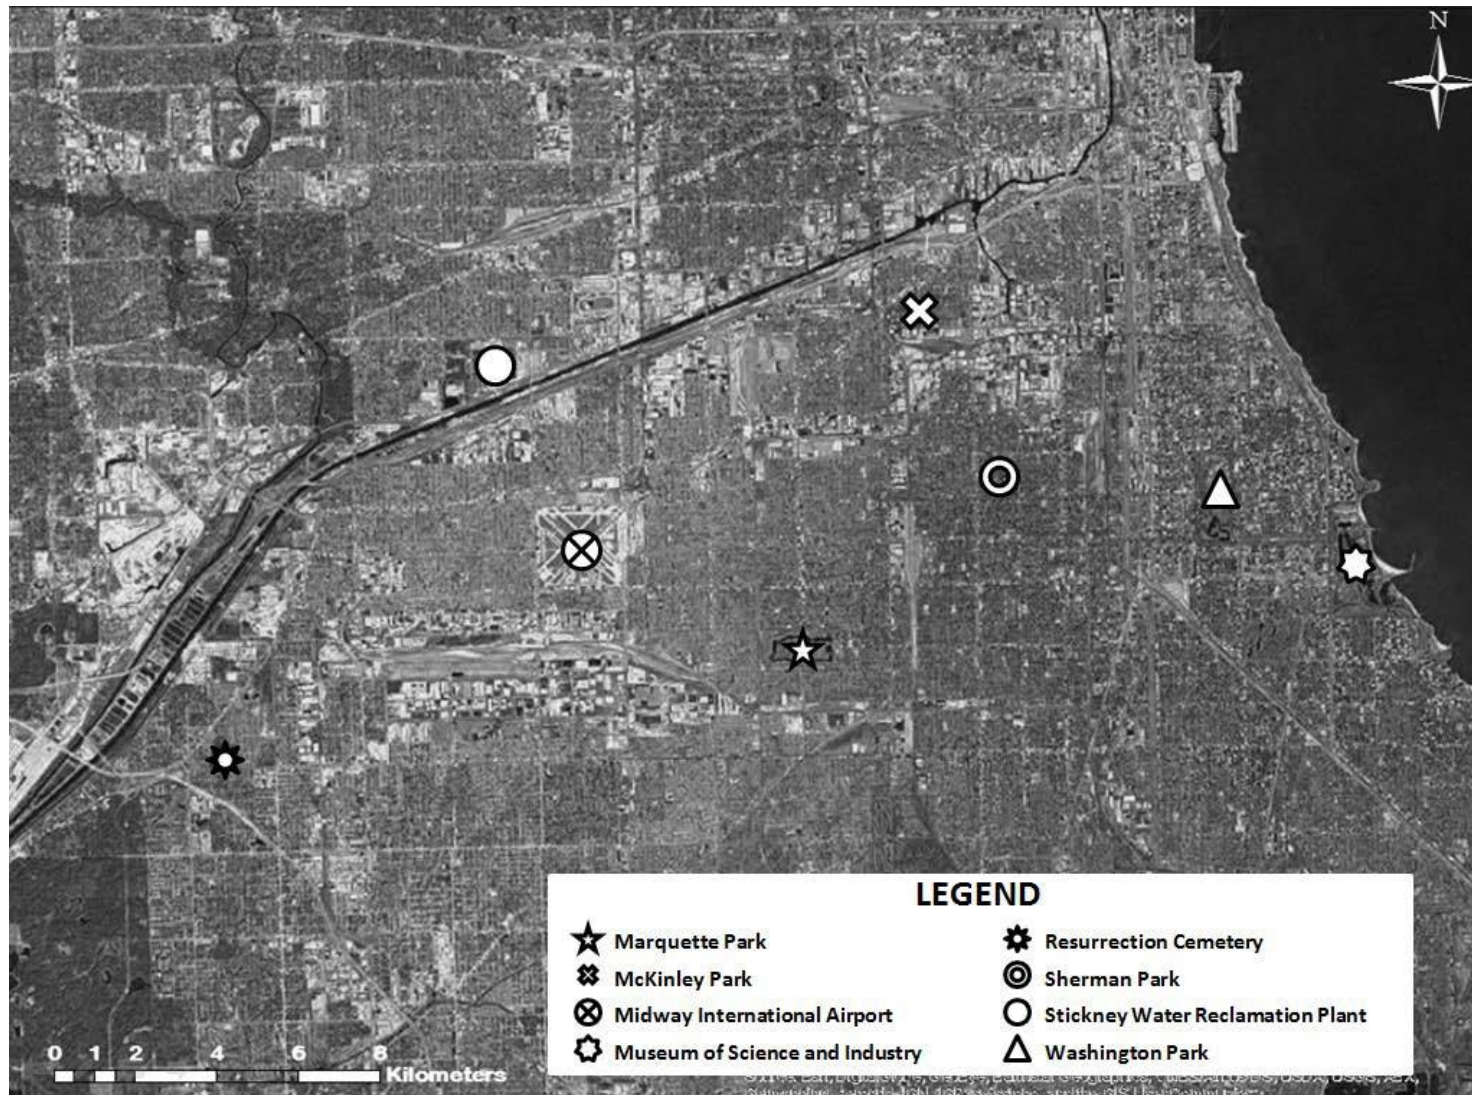 N
LEGEND
Marquette Park
McKinley Park
Midway International Airport
Museum of Science and Industry
Resurrection Cemetery
Sherman Park
Stickney Water Reclamation Plant
Washington Park
0 1 2 4 6 8
Kilometers